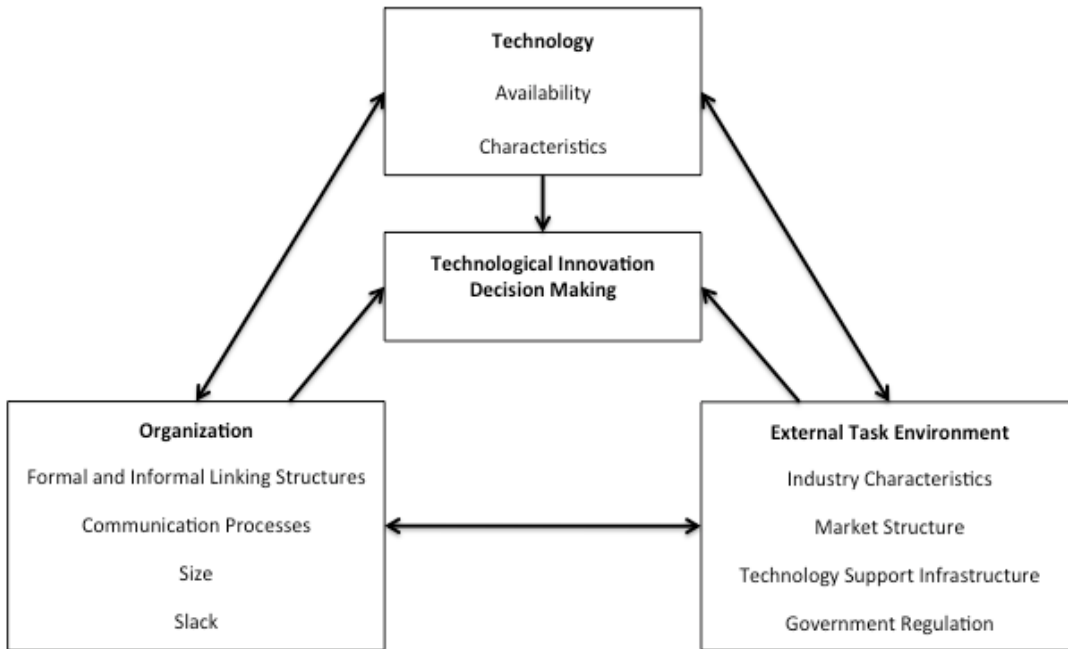 Technology
Availability
Characteristics
Technological Innovation
Decision Making
Organization
Formal and Informal Linking Structures
Communication Processes
Size
Slack
External Task Environment
Industry Characteristics
Market Structure
Technology Support Infrastructure
Government Regulation